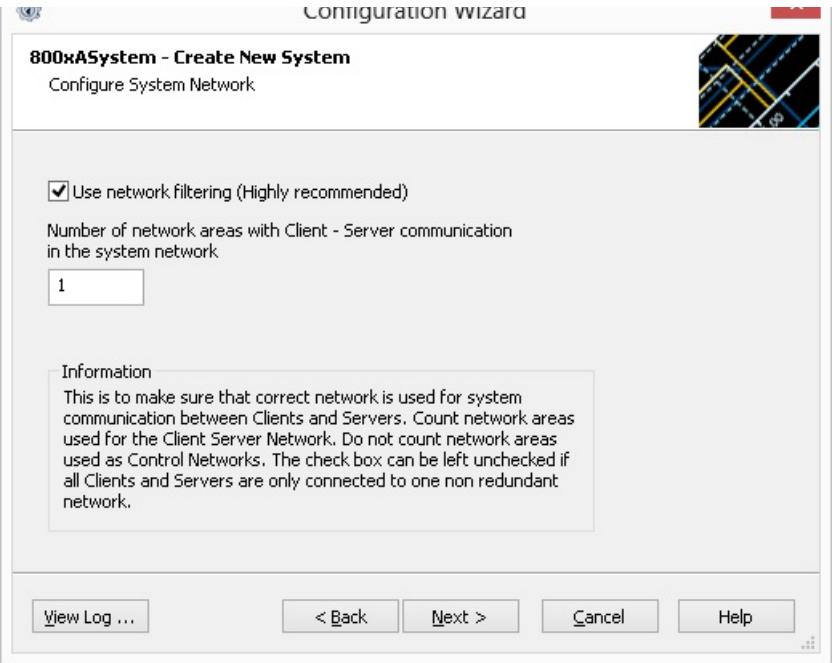 Configuration Wizard
800xASystem - Create New System
Configure System Network
Use network filtering (Highly recommended)
Number of network areas with Client - Server communication
in the system network
1
Information
This is to make sure that correct network is used for system
communication between Clients and Servers. Count network areas
used for the Client Server Network. Do not count network areas
used as Control Networks. The check box can be left unchecked if
all Clients and Servers are only connected to one non redundant
network.
View Log ...
< Back
Next >
Cancel
Help